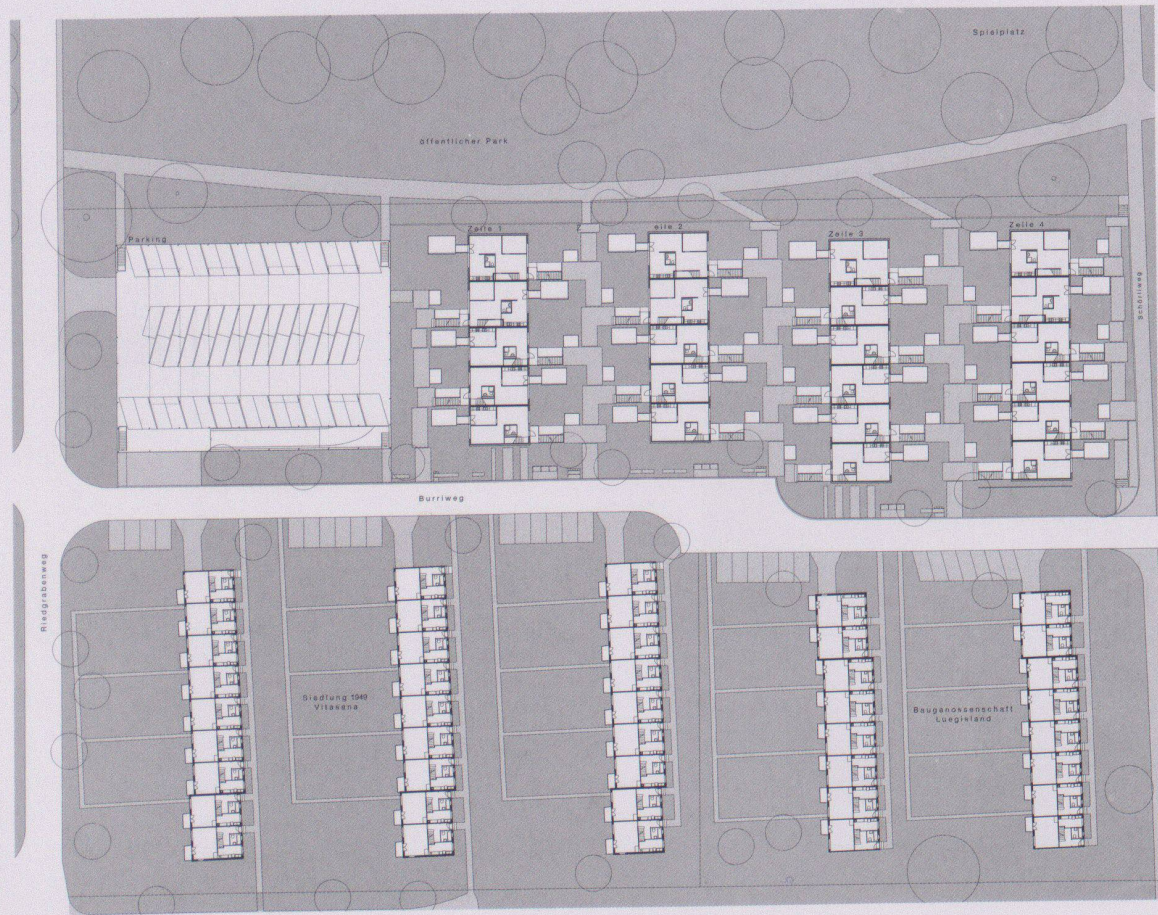 Spielplatz
öffentlicher Park
Parking
Zeile 1
Z eile 2
Zeile 3
Zeile 4
Schörliweg
Burriweg
Riedgrabenweg
Siedlung 1949
Vitasana
Baugenossenschaft
Luegisland